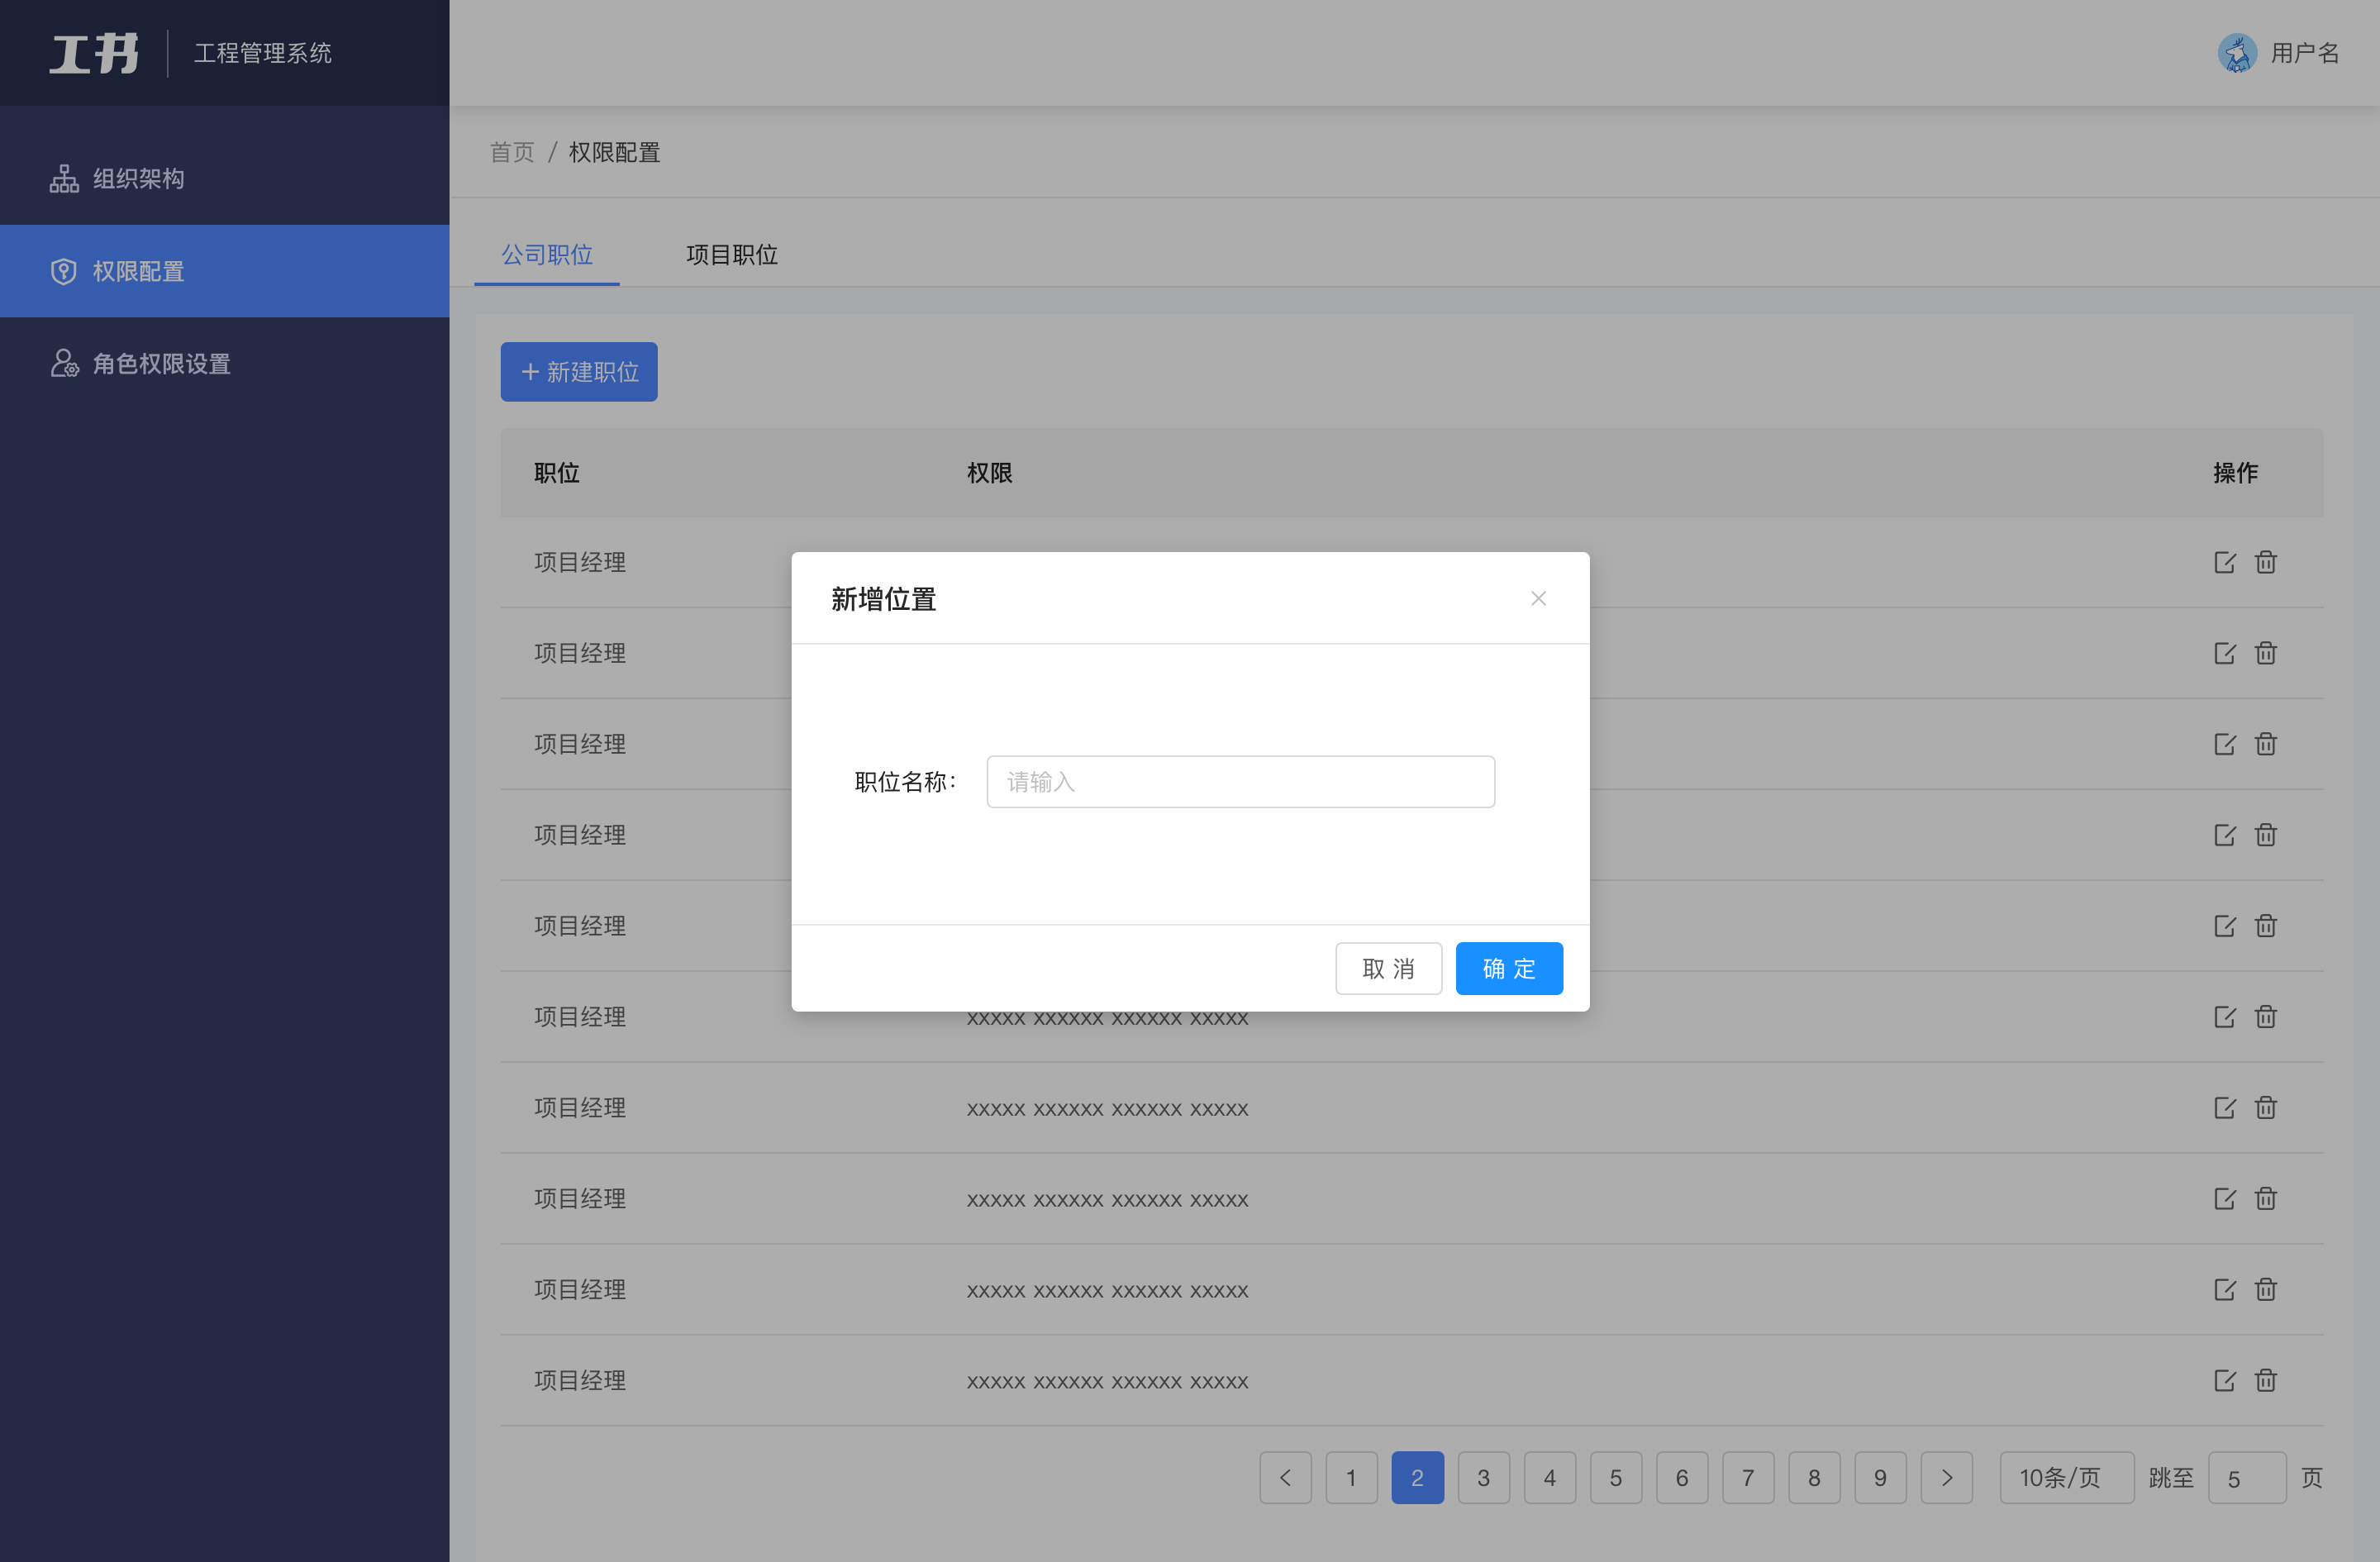 工书 工程管理系统
用户名
组织架构
权限配置
角色权限设置
首页 / 权限配置
公司职位 项目职位
+ 新建职位
职位 权限 操作
项目经理
项目经理
项目经理
项目经理
项目经理
项目经理 xxxxx xxxxxx xxxxxx xxxxx
项目经理 xxxxx xxxxxx xxxxxx xxxxx
项目经理 xxxxx xxxxxx xxxxxx xxxxx
项目经理 xxxxx xxxxxx xxxxxx xxxxx
项目经理 xxxxx xxxxxx xxxxxx xxxxx
新增位置
职位名称： 请输入
取 消 确 定
1 2 3 4 5 6 7 8 9 10条/页 跳至 5 页